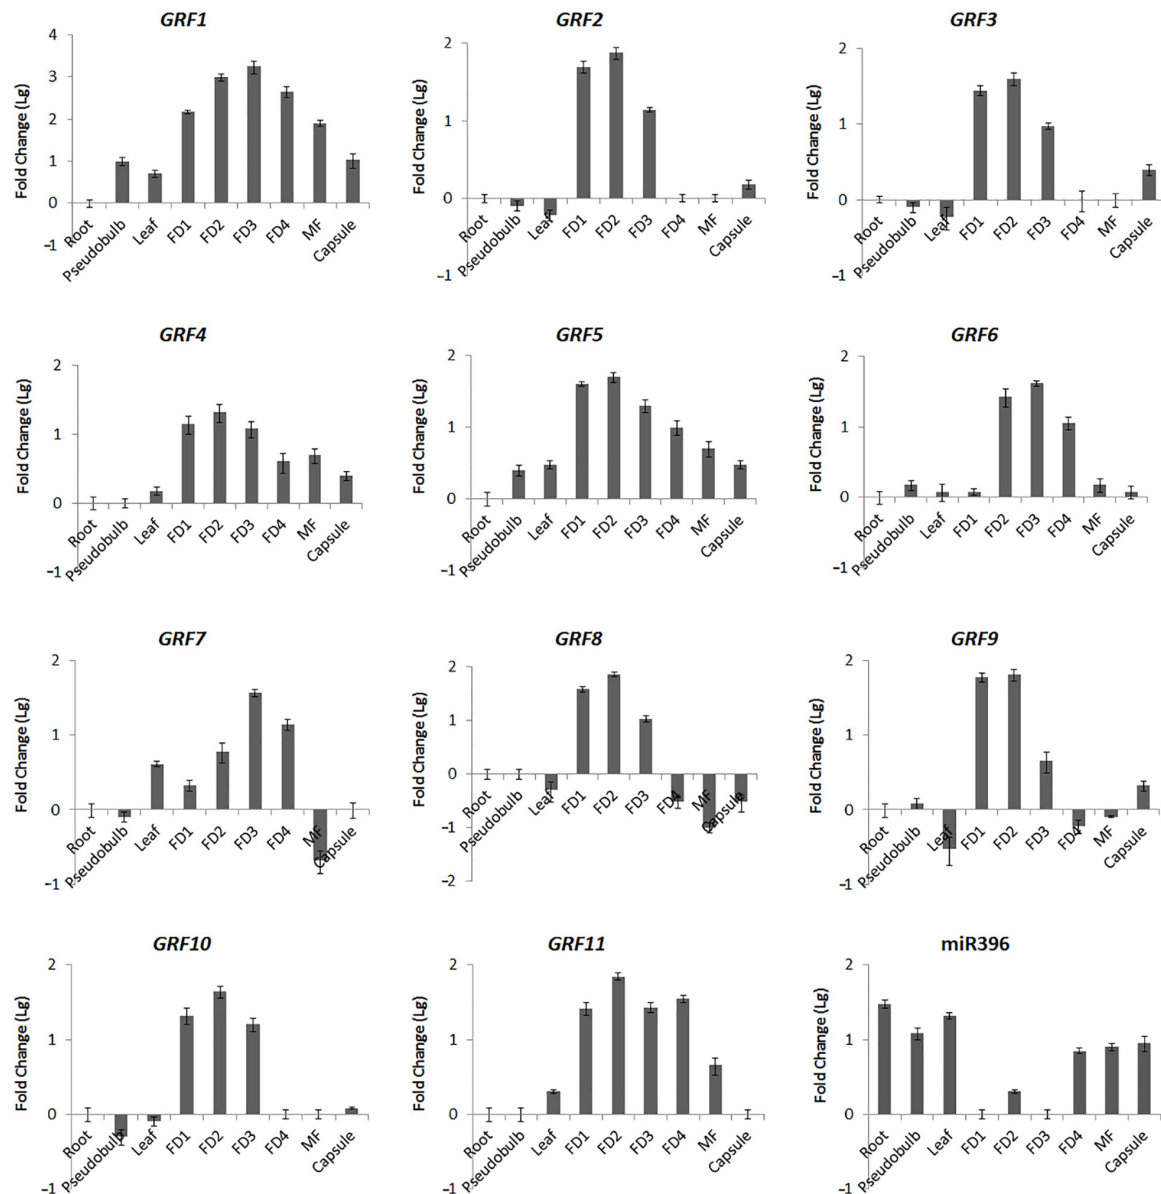 GRF1
Fold Change (Lg)
4
3
2
1
0
−1
Root
Pseudobulb
Leaf
FD1
FD2
FD3
FD4
MF
Capsule
GRF2
Fold Change (Lg)
2
1
0
−1
Root
Pseudobulb
Leaf
FD1
FD2
FD3
FD4
MF
Capsule
GRF3
Fold Change (Lg)
2
1
0
−1
Root
Pseudobulb
Leaf
FD1
FD2
FD3
FD4
MF
Capsule
GRF4
Fold Change (Lg)
2
1
0
−1
Root
Pseudobulb
Leaf
FD1
FD2
FD3
FD4
MF
Capsule
GRF5
Fold Change (Lg)
2
1
0
−1
Root
Pseudobulb
Leaf
FD1
FD2
FD3
FD4
MF
Capsule
GRF6
Fold Change (Lg)
2
1
0
−1
Root
Pseudobulb
Leaf
FD1
FD2
FD3
FD4
MF
Capsule
GRF7
Fold Change (Lg)
2
1
0
−1
Root
Pseudobulb
Leaf
FD1
FD2
FD3
FD4
MF
Capsule
GRF8
Fold Change (Lg)
2
1
0
−1
−2
Root
Pseudobulb
Leaf
FD1
FD2
FD3
FD4
MF
Capsule
GRF9
Fold Change (Lg)
2
1
0
−1
Root
Pseudobulb
Leaf
FD1
FD2
FD3
FD4
MF
Capsule
GRF10
Fold Change (Lg)
2
1
0
−1
Root
Pseudobulb
Leaf
FD1
FD2
FD3
FD4
MF
Capsule
GRF11
Fold Change (Lg)
2
1
0
−1
Root
Pseudobulb
Leaf
FD1
FD2
FD3
FD4
MF
Capsule
miR396
Fold Change (Lg)
2
1
0
−1
Root
Pseudobulb
Leaf
FD1
FD2
FD3
FD4
MF
Capsule